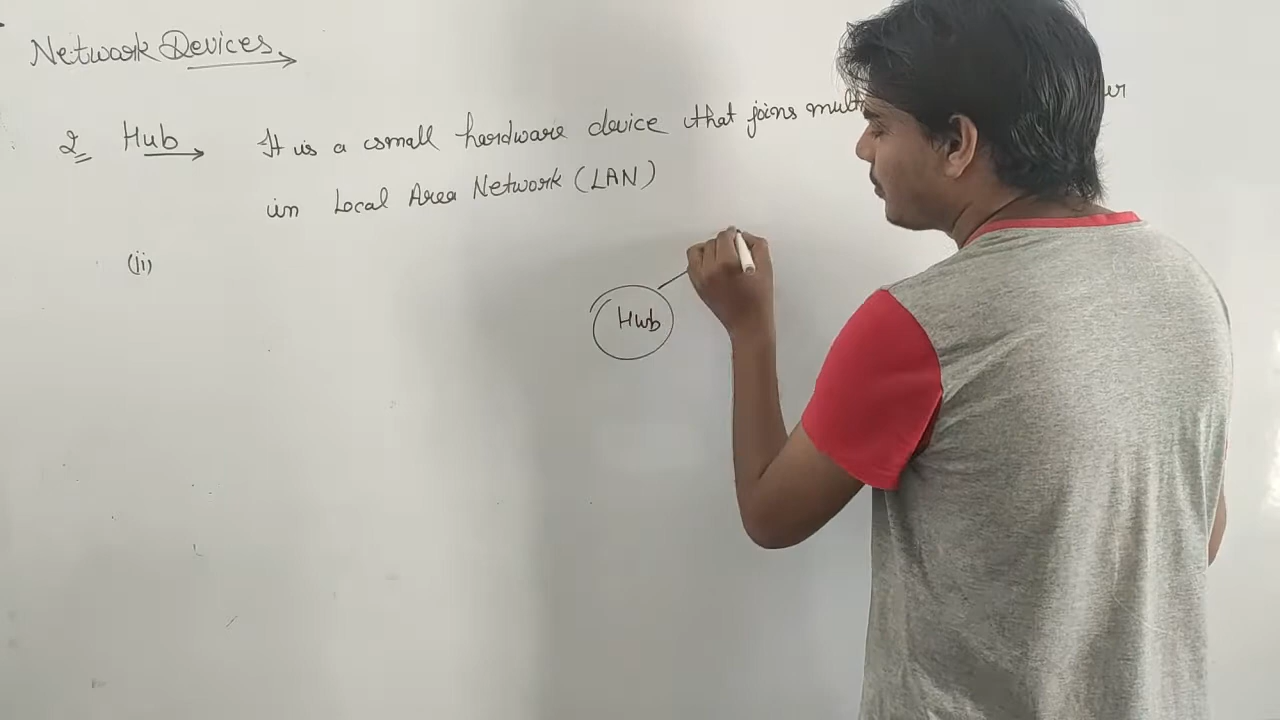 Network Devices
2 Hub It is a small hardware device that joins
in Local Area Network (LAN)
(ii)
Hub